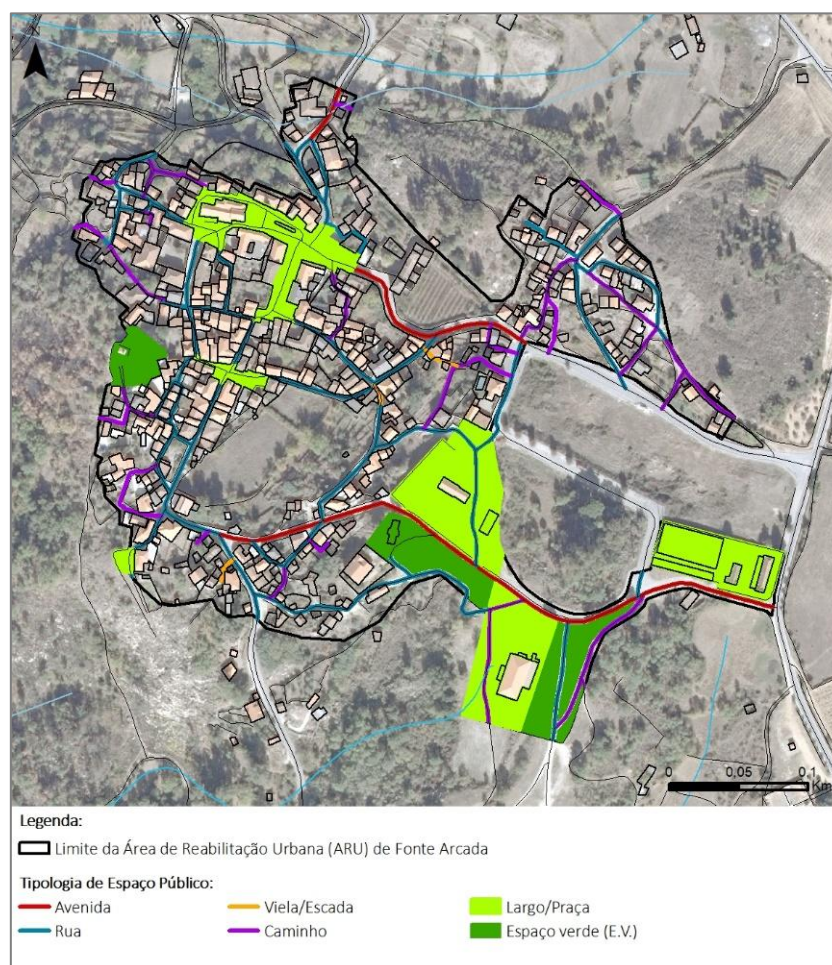 0 0,05 0,1
Km
Legenda:
Limite da Área de Reabilitação Urbana (ARU) de Fonte Arcada
Tipologia de Espaço Público:
Avenida Viela/Escada Largo/Praça
Rua Caminho Espaço verde (E.V.)